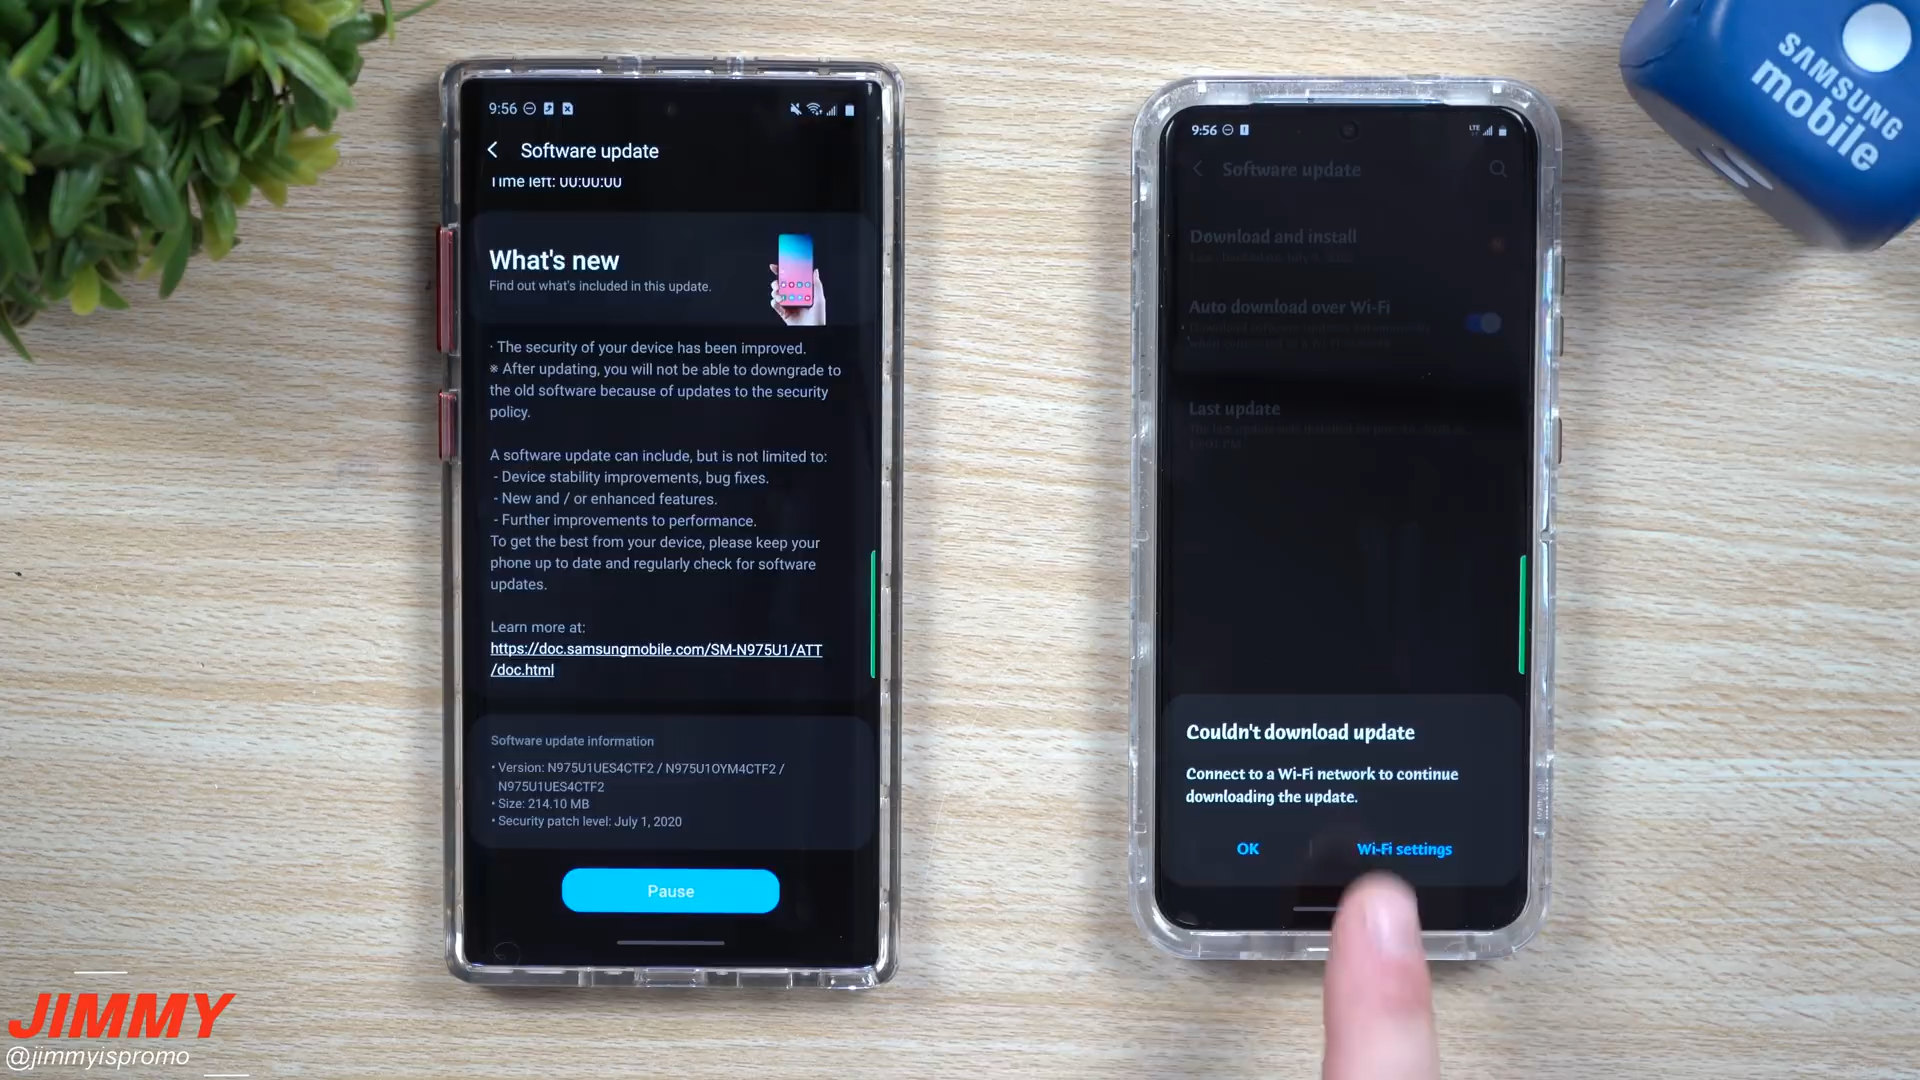 9:56
Software update
Time left: 00:00:00
What's new
Find out what's included in this update.
· The security of your device has been improved.
※ After updating, you will not be able to downgrade to
the old software because of updates to the security
policy.
A software update can include, but is not limited to:
- Device stability improvements, bug fixes.
- New and / or enhanced features.
- Further improvements to performance.
To get the best from your device, please keep your
phone up to date and regularly check for software
updates.
Learn more at:
https://doc.samsungmobile.com/SM-N975U1/ATT
/doc.html
Software update information
• Version: N975U1UES4CTF2 / N975U1OYM4CTF2 /
N975U1UES4CTF2
• Size: 214.10 MB
• Security patch level: July 1, 2020
Pause
9:56
LTE
Software update
Download and install
Auto download over Wi-Fi
Last update
Couldn't download update
Connect to a Wi-Fi network to continue
downloading the update.
OK
Wi-Fi settings
SAMSUNG
mobile
JIMMY
@jimmyispromo